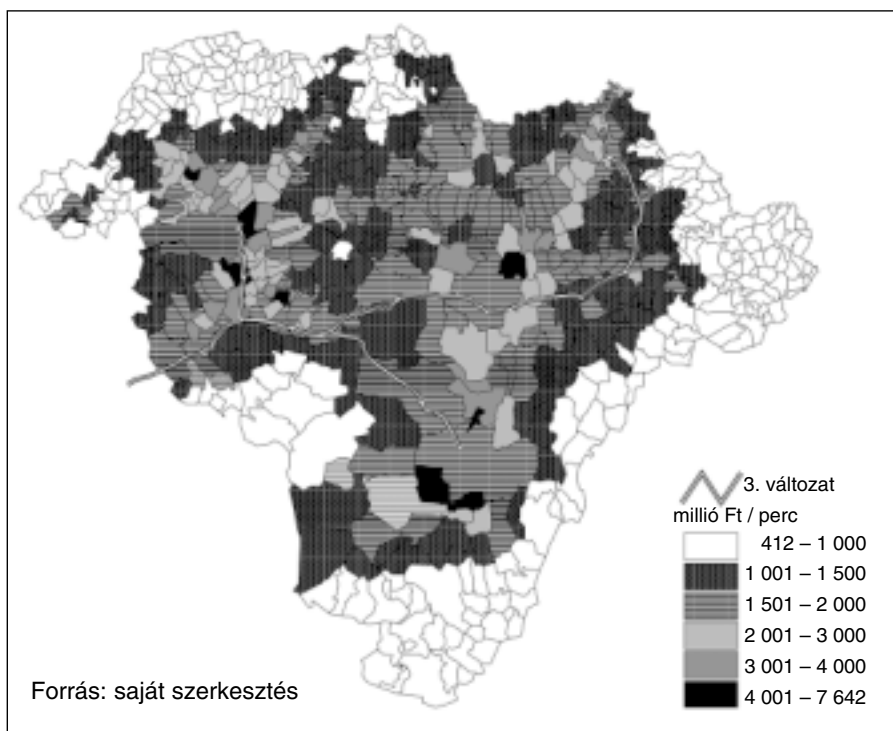 3. változat
millió Ft / perc
412 – 1 000
1 001 – 1 500
1 501 – 2 000
2 001 – 3 000
3 001 – 4 000
4 001 – 7 642
Forrás: saját szerkesztés